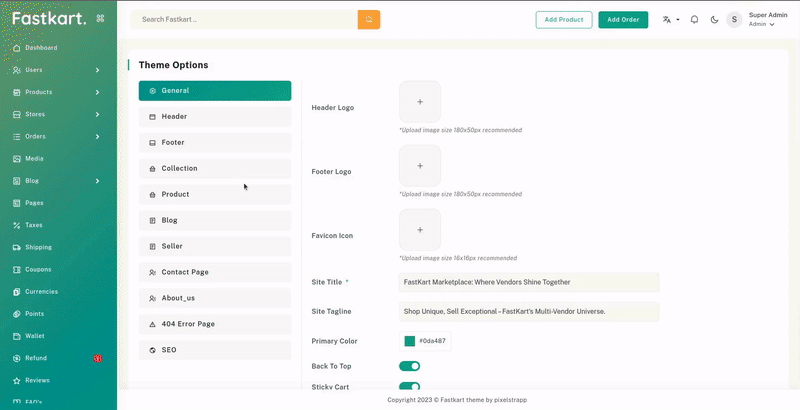 Fastkart.
Search Fastkart ..
Add Product
Add Order
S
Super Admin
Admin
Dashboard
Users
Products
Stores
Orders
Media
Blog
Pages
Taxes
Shipping
Coupons
Currencies
Points
Wallet
Refund
Reviews
FAQ's
Theme Options
General
Header
Footer
Collection
Product
Blog
Seller
Contact Page
About_us
404 Error Page
SEO
Header Logo
+
*Upload image size 180x50px recommended
Footer Logo
+
*Upload image size 180x50px recommended
Favicon Icon
+
*Upload image size 16x16px recommended
Site Title *
FastKart Marketplace: Where Vendors Shine Together
Site Tagline
Shop Unique, Sell Exceptional – FastKart's Multi-Vendor Universe.
Primary Color
#0da487
Back To Top
Sticky Cart
Copyright 2023 © Fastkart theme by pixelstrapp